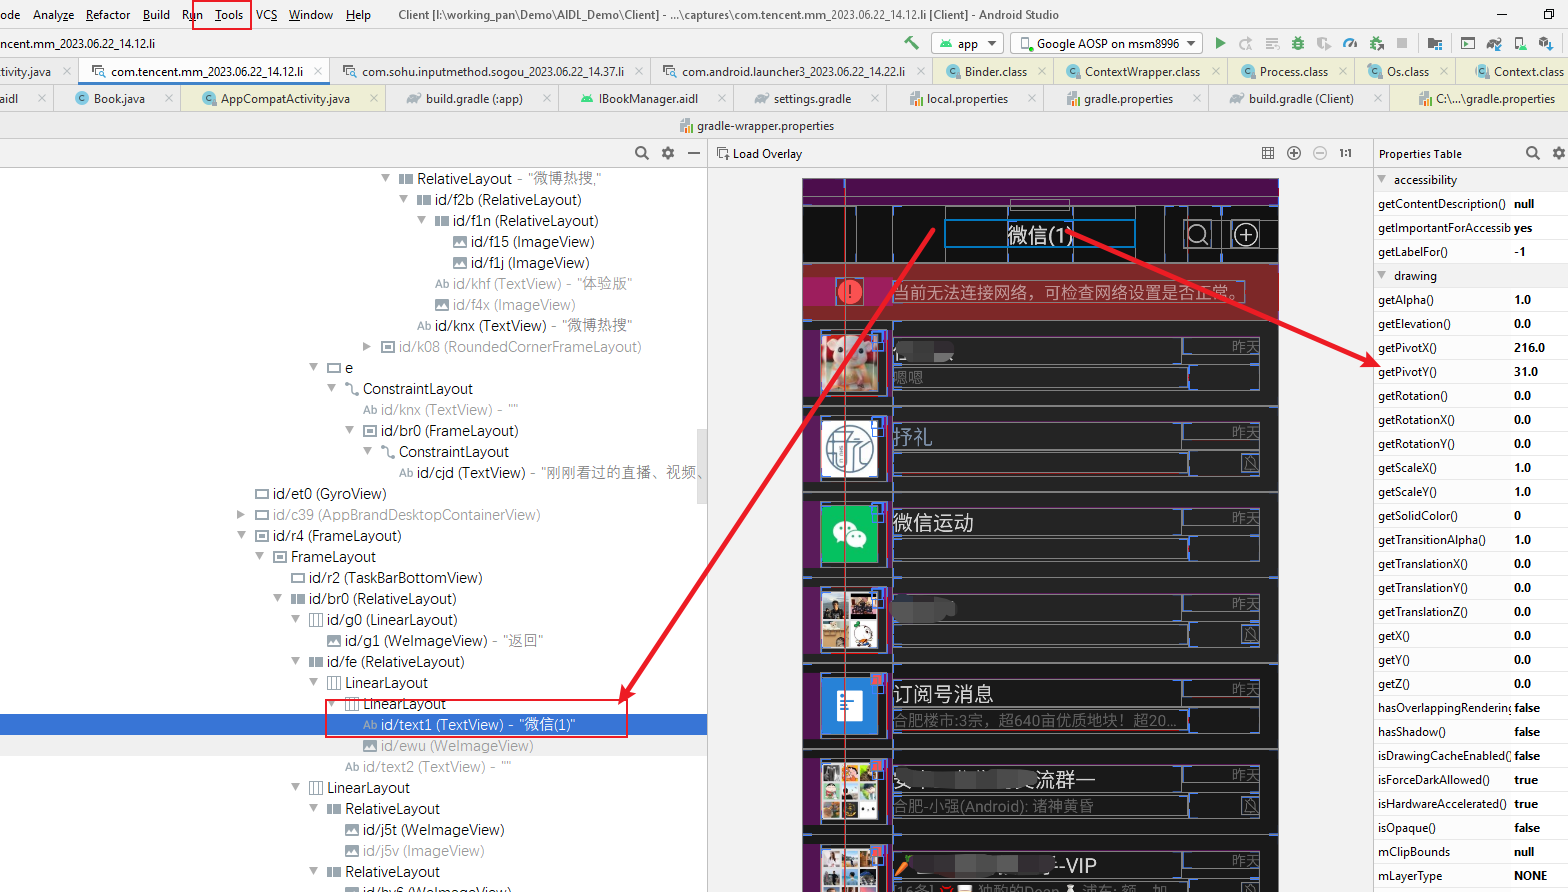 ode Analyze Refactor Build Run Tools VCS Window Help Client [I:\working_pan\Demo\AIDL_Demo\Client] - ...\captures\com.tencent.mm_2023.06.22_14.12.li [Client] - Android Studio
ncent.mm_2023.06.22_14.12.li app Google AOSP on msm8996
tivity.java com.tencent.mm_2023.06.22_14.12.li com.sohu.inputmethod.sogou_2023.06.22_14.37.li com.android.launcher3_2023.06.22_14.22.li Binder.class ContextWrapper.class Process.class Os.class Context.class
aidl Book.java AppCompatActivity.java build.gradle (:app) IBookManager.aidl settings.gradle local.properties gradle.properties build.gradle (Client) C:\...\gradle.properties
gradle-wrapper.properties
RelativeLayout - "微博热搜,"
id/f2b (RelativeLayout)
id/f1n (RelativeLayout)
id/f15 (ImageView)
id/f1j (ImageView)
Ab id/khf (TextView) - "体验版"
id/f4x (ImageView)
Ab id/knx (TextView) - "微博热搜"
id/k08 (RoundedCornerFrameLayout)
e
ConstraintLayout
Ab id/knx (TextView) - ""
id/br0 (FrameLayout)
ConstraintLayout
Ab id/cjd (TextView) - "刚刚看过的直播、视频、
id/et0 (GyroView)
id/c39 (AppBrandDesktopContainerView)
id/r4 (FrameLayout)
FrameLayout
id/r2 (TaskBarBottomView)
id/br0 (RelativeLayout)
id/g0 (LinearLayout)
id/g1 (WeImageView) - "返回"
id/fe (RelativeLayout)
LinearLayout
LinearLayout
Ab id/text1 (TextView) - "微信(1)"
id/ewu (WeImageView)
Ab id/text2 (TextView) - ""
LinearLayout
RelativeLayout
id/j5t (WeImageView)
id/j5v (ImageView)
RelativeLayout
Load Overlay 1:1
微信(1)
当前无法连接网络，可检查网络设置是否正常。
昨天
嗯嗯
抒礼 昨天
微信运动 昨天
昨天
订阅号消息 昨天
合肥楼市:3宗，超640亩优质地块！超20...
流群一 昨天
合肥-小强(Android): 诸神黄昏
-VIP 昨天
Properties Table
accessibility
getContentDescription() null
getImportantForAccessib yes
getLabelFor() -1
drawing
getAlpha() 1.0
getElevation() 0.0
getPivotX() 216.0
getPivotY() 31.0
getRotation() 0.0
getRotationX() 0.0
getRotationY() 0.0
getScaleX() 1.0
getScaleY() 1.0
getSolidColor() 0
getTransitionAlpha() 1.0
getTranslationX() 0.0
getTranslationY() 0.0
getTranslationZ() 0.0
getX() 0.0
getY() 0.0
getZ() 0.0
hasOverlappingRendering false
hasShadow() false
isDrawingCacheEnabled( false
isForceDarkAllowed() true
isHardwareAccelerated() true
isOpaque() false
mClipBounds null
mLayerType NONE